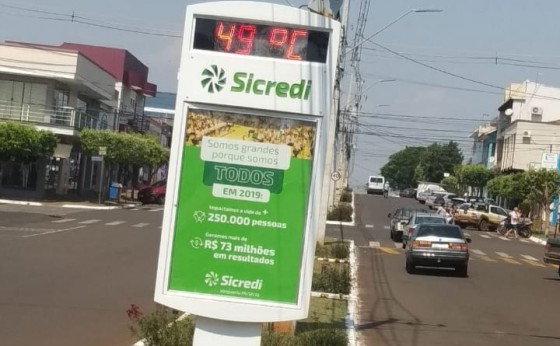 49 ºC
Sicredi
Somos grandes
porque somos
TODOS
EM 2019:
Impactamos a vida de +
250.000 pessoas
Geramos mais de
R$ 73 milhões
em resultados
Sicredi